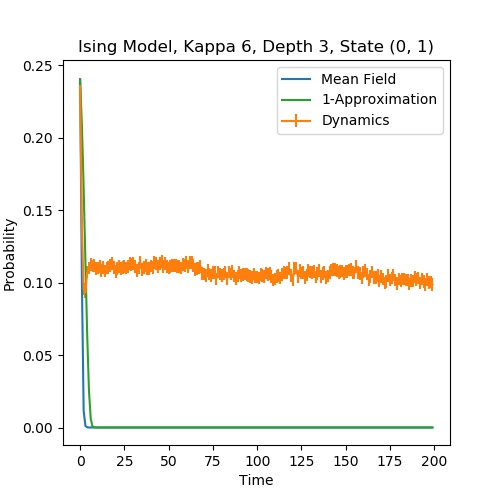 Ising Model, Kappa 6, Depth 3, State (0, 1)
Mean Field
1-Approximation
Dynamics
Probability
0.25
0.20
0.15
0.10
0.05
0.00
0 25 50 75 100 125 150 175 200
Time